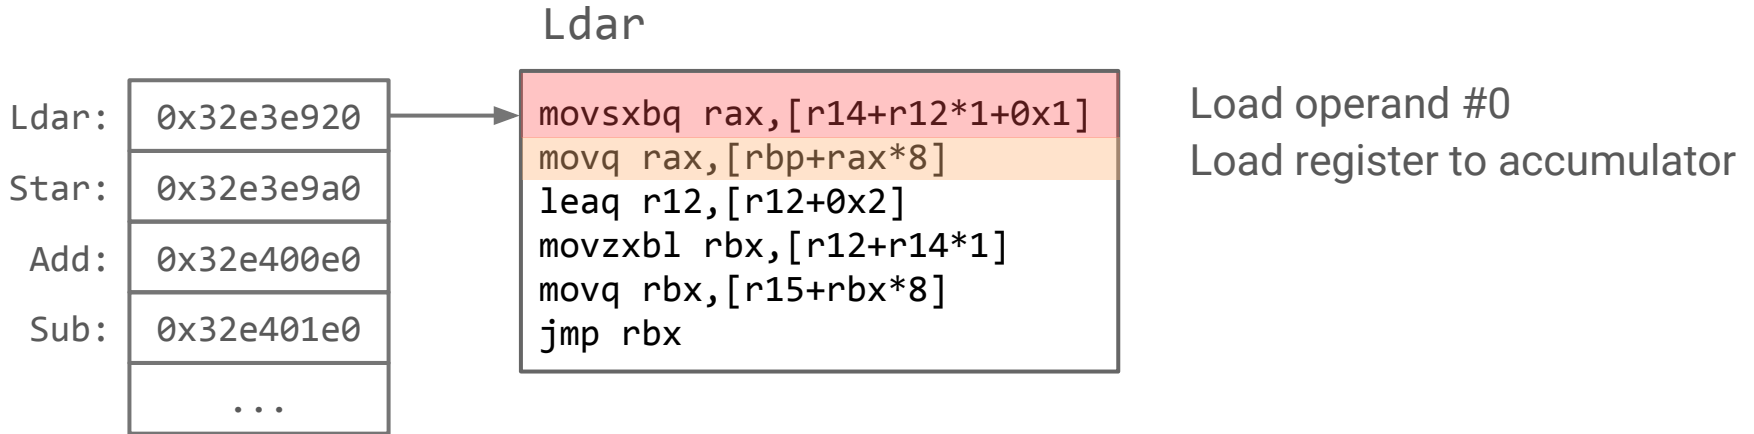 Ldar
Ldar: 0x32e3e920
Star: 0x32e3e9a0
Add: 0x32e400e0
Sub: 0x32e401e0
...
movsxbq rax,[r14+r12*1+0x1]
movq rax,[rbp+rax*8]
leaq r12,[r12+0x2]
movzxbl rbx,[r12+r14*1]
movq rbx,[r15+rbx*8]
jmp rbx
Load operand #0
Load register to accumulator